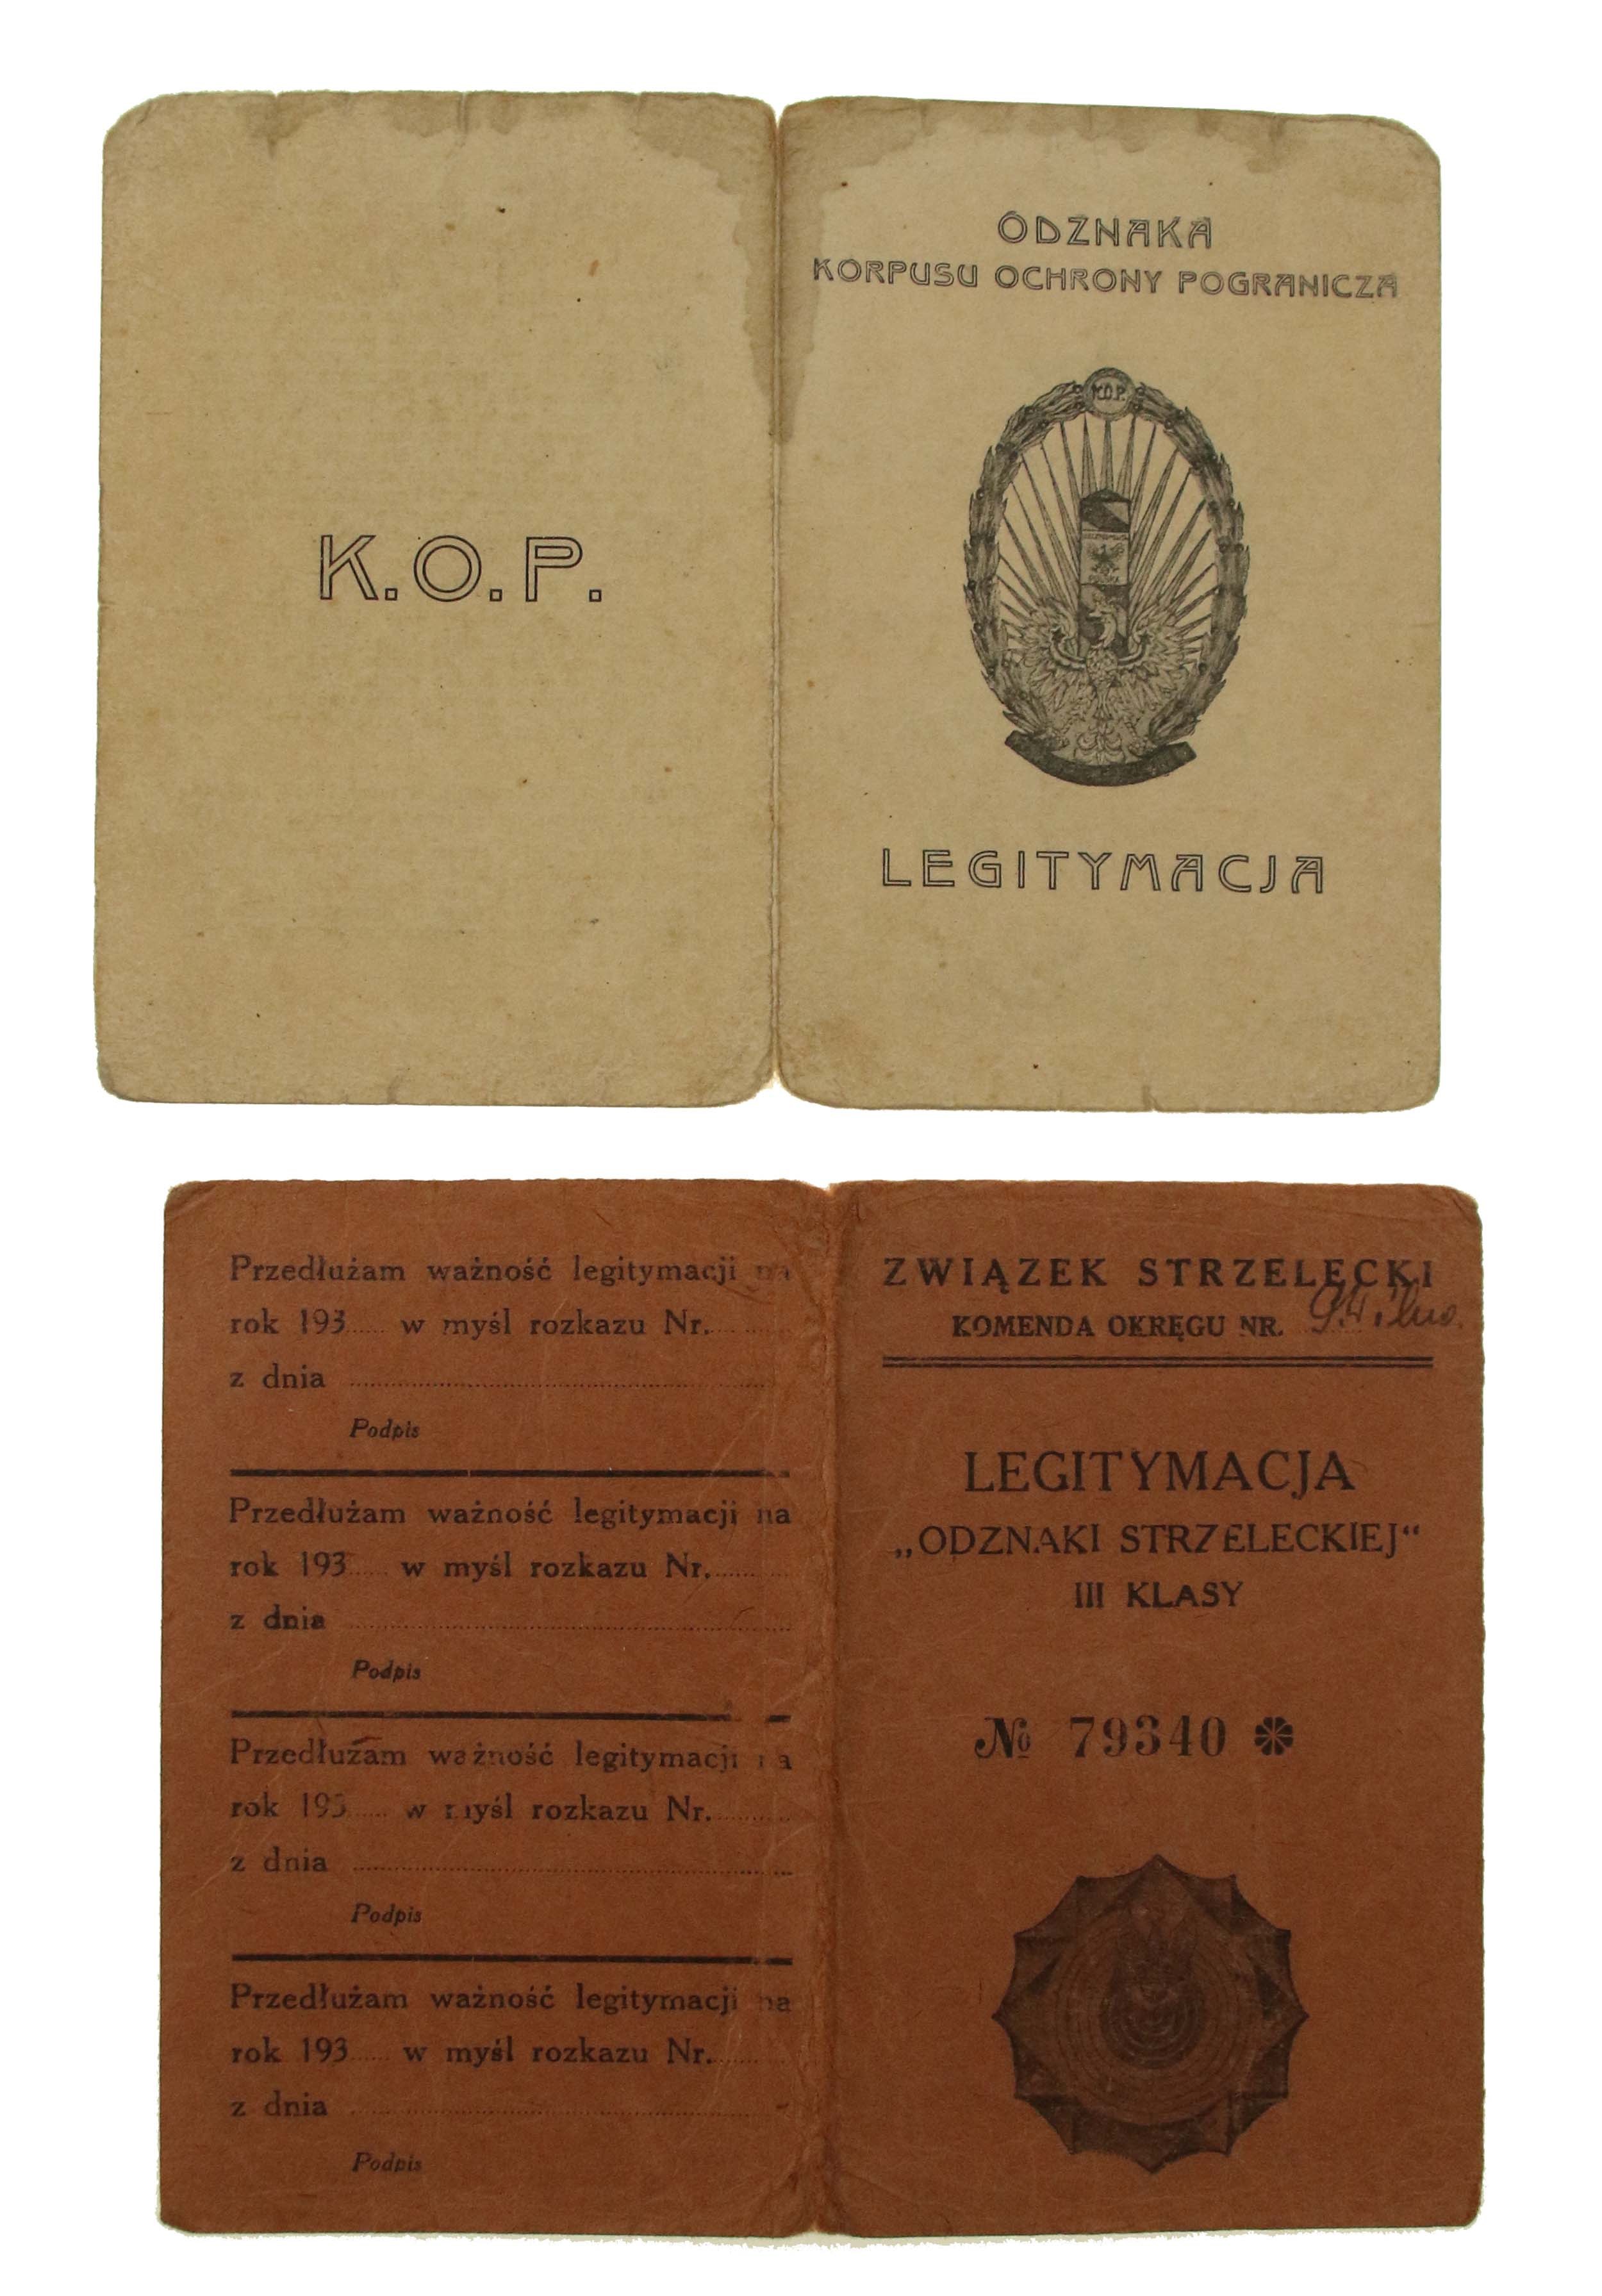 K.O.P.
ODZNAKA
KORPUSU OCHRONY POGRANICZA
K.O.P.
POLSKA
LEGITYMACJA
Przedłużam ważność legitymacji na
rok 193..... w myśl rozkazu Nr..........
z dnia ..........
Podpis
Przedłużam ważność legitymacji na
rok 193..... w myśl rozkazu Nr..........
z dnia ..........
Podpis
Przedłużam ważność legitymacji na
rok 193..... w myśl rozkazu Nr..........
z dnia ..........
Podpis
Przedłużam ważność legitymacji na
rok 193..... w myśl rozkazu Nr..........
z dnia ..........
Podpis
ZWIĄZEK STRZELECKI
KOMENDA OKRĘGU NR.
LEGITYMACJA
„ODZNAKI STRZELECKIEJ“
III KLASY
№ 79340